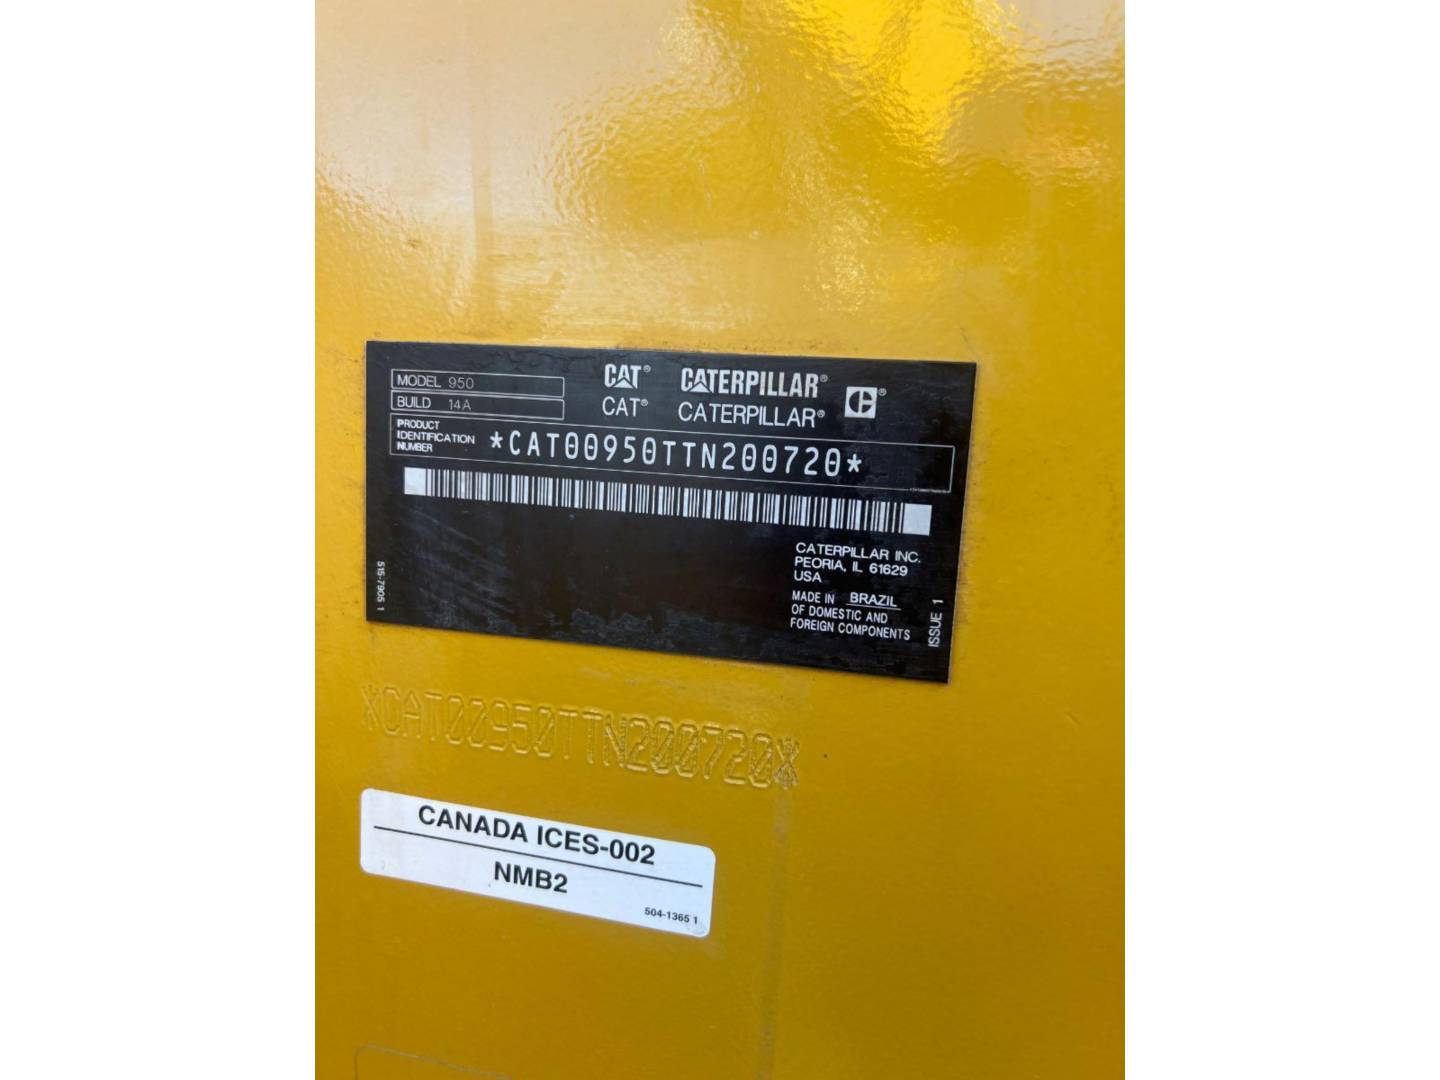 MODEL 950
BUILD 14A
CAT® CATERPILLAR®
CAT® CATERPILLAR®
PRODUCT
IDENTIFICATION
NUMBER
*CAT00950TTN200720*
CATERPILLAR INC.
PEORIA, IL 61629
USA
MADE IN BRAZIL
OF DOMESTIC AND
FOREIGN COMPONENTS
515-7905 1
ISSUE 1
*CAT00950TTN200720*
CANADA ICES-002
NMB2
504-1365 1